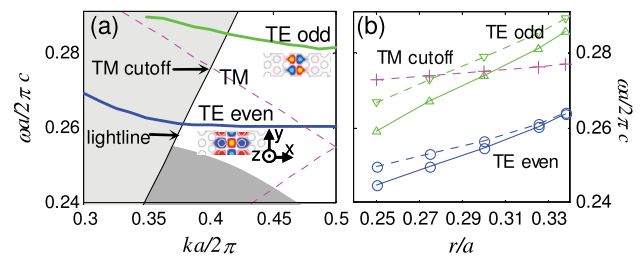 (a)
TE odd
TM cutoff
TM
TE even
lightline
y
z
x
0.28
0.26
0.24
ωa/2π c
0.3
0.35
0.4
0.45
0.5
ka/2π
(b)
TE odd
TM cutoff
TE even
0.28
0.26
0.24
ωa/2π c
0.25
0.27
0.29
0.31
0.33
r/a